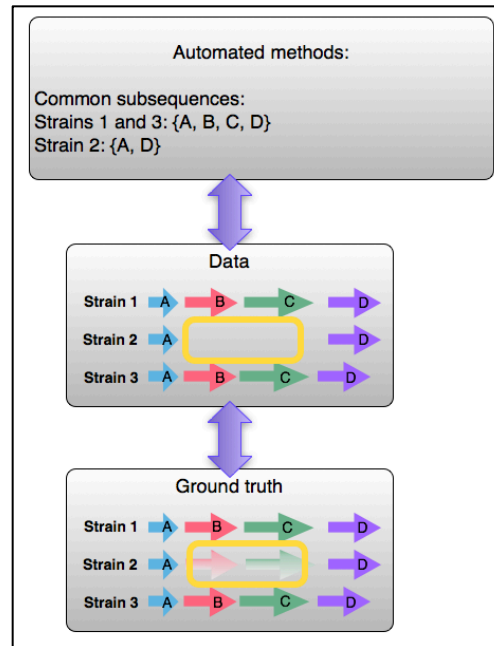 Automated methods:
Common subsequences:
Strains 1 and 3: {A, B, C, D}
Strain 2: {A, D}
Data
Strain 1 A B C D
Strain 2 A D
Strain 3 A B C D
Ground truth
Strain 1 A B C D
Strain 2 A D
Strain 3 A B C D